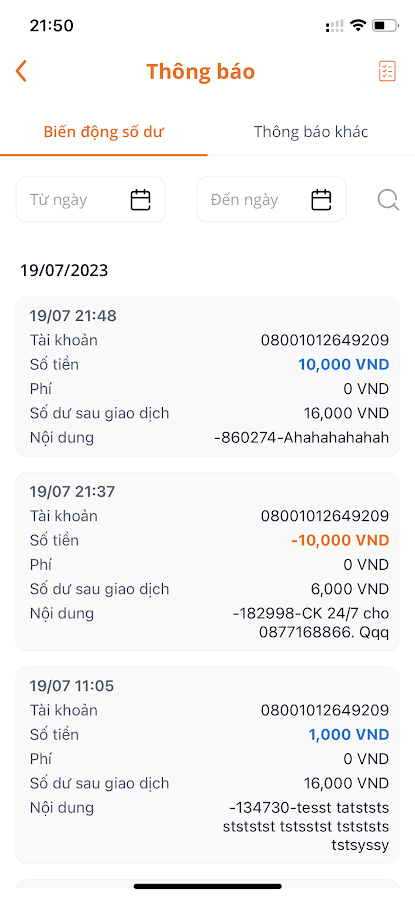 21:50
Thông báo
Biến động số dư
Thông báo khác
Từ ngày
Đến ngày
19/07/2023
19/07 21:48
Tài khoản 08001012649209
Số tiền 10,000 VND
Phí 0 VND
Số dư sau giao dịch 16,000 VND
Nội dung -860274-Ahahahahahah
19/07 21:37
Tài khoản 08001012649209
Số tiền -10,000 VND
Phí 0 VND
Số dư sau giao dịch 6,000 VND
Nội dung -182998-CK 24/7 cho
0877168866. Qqq
19/07 11:05
Tài khoản 08001012649209
Số tiền 1,000 VND
Phí 0 VND
Số dư sau giao dịch 16,000 VND
Nội dung -134730-tesst tatststs
stststst tstsstst tstststs
tstsyssy